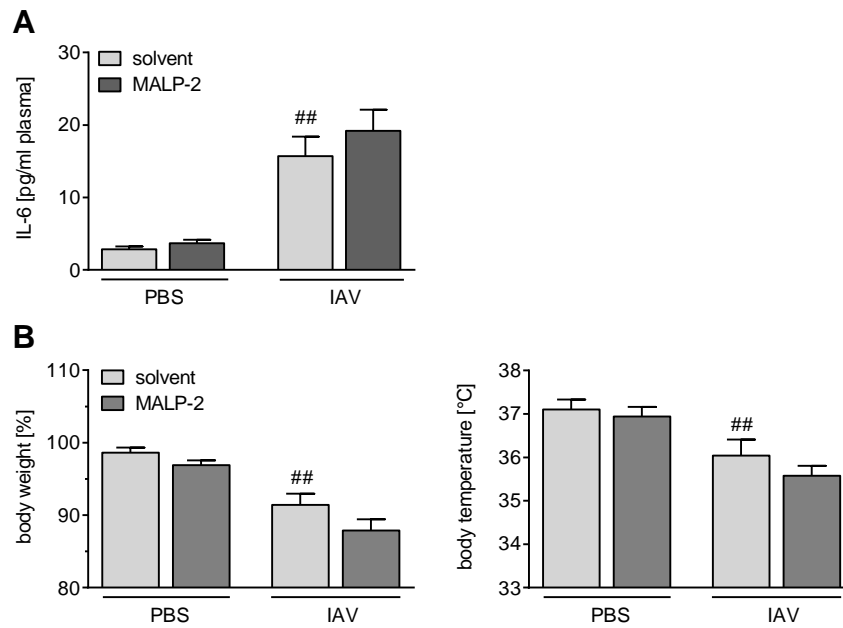 A
IL-6 [pg/ml plasma]
30
20
10
0
solvent
MALP-2
##
PBS
IAV
B
body weight [%]
110
100
90
80
solvent
MALP-2
##
PBS
IAV
body temperature [°C]
38
37
36
35
34
33
##
PBS
IAV